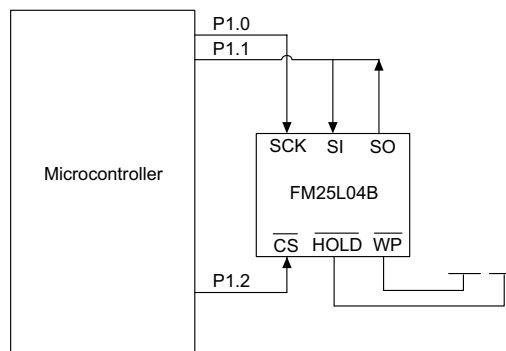 P1.0
P1.1
SCK SI SO
Microcontroller
FM25L04B
CS HOLD WP
P1.2